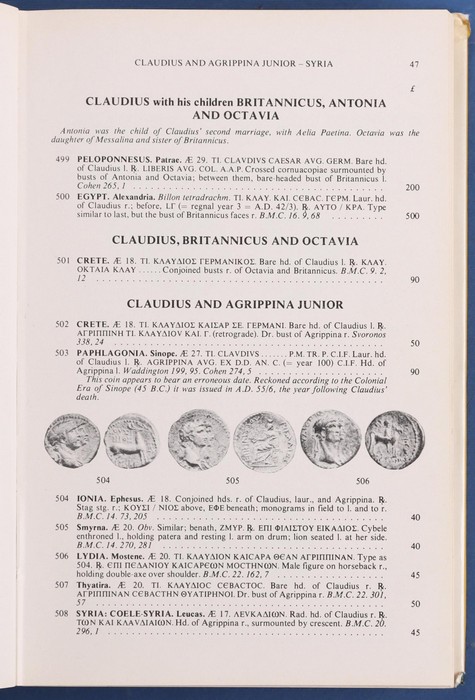 CLAUDIUS AND AGRIPPINA JUNIOR – SYRIA 47
£
CLAUDIUS with his children BRITANNICUS, ANTONIA
AND OCTAVIA
Antonia was the child of Claudius' second marriage, with Aelia Paetina. Octavia was the
daughter of Messalina and sister of Britannicus.
499 PELOPONNESUS. Patrae. Æ 29. TI. CLAVDIVS CAESAR AVG. GERM. Bare hd.
of Claudius l. ℞. LIBERIS AVG. COL. A.A.P. Crossed cornuacopiae surmounted by
busts of Antonia and Octavia; between them, bare-headed bust of Britannicus l.
Cohen 265, 1 . . . . . . . . . . 200
500 EGYPT. Alexandria. Billon tetradrachm. ΤΙ. ΚΛΑΥ. ΚΑΙ. CЄΒΑC. ΓЄΡΜ. Laur. hd.
of Claudius r.; before, LΓ (= regnal year 3 = A.D. 42/3). ℞. ΑΥΤΟ / ΚΡΑ. Type
similar to last, but the bust of Britannicus faces r. B.M.C. 16. 9, 68 . . . . . 500
CLAUDIUS, BRITANNICUS AND OCTAVIA
501 CRETE. Æ 18. ΤΙ. ΚΛΑΥΔΙΟΣ ΓΕΡΜΑΝΙΚΟΣ. Bare hd. of Claudius l. ℞. ΚΛΑΥ.
ΟΚΤΑΙΑ ΚΛΑΥ ...... Conjoined busts r. of Octavia and Britannicus. B.M.C. 9. 2,
12 . . . . . . . . . . 90
CLAUDIUS AND AGRIPPINA JUNIOR
502 CRETE. Æ 18. ΤΙ. ΚΛΑΥΔΙΟΣ ΚΑΙΣΑΡ ΣΕ. ΓΕΡΜΑΝΙ. Bare hd. of Claudius l. ℞.
ΑΓΡΙΠΠΙΝΗ ΤΙ. ΚΛΑΥΔΙΟΥ ΚΑΙ. Γ. (retrograde). Dr. bust of Agrippina r. Svoronos
338, 24 . . . . . . . . . . 50
503 PAPHLAGONIA. Sinope. Æ 27. TI. CLAVDIVS ....... P.M. TR. P. C.I.F. Laur. hd.
of Claudius l. ℞. AGRIPPINA AVG. EX D.D. AN. C. (= year 100) C.I.F. Hd. of
Agrippina l. Waddington 199, 95. Cohen 274, 5 . . . . . . . . . . 90
This coin appears to bear an erroneous date. Reckoned according to the Colonial
Era of Sinope (45 B.C.) it was issued in A.D. 55/6, the year following Claudius'
death.
504 505 506
504 IONIA. Ephesus. Æ 18. Conjoined hds. r. of Claudius, laur., and Agrippina. ℞.
Stag stg. r.; ΚΟΥΣΙ / ΝΙΟΣ above, ΕΦΕ beneath; monograms in field to l. and to r.
B.M.C. 14. 73, 205 . . . . . . . . . . 40
505 Smyrna. Æ 20. Obv. Similar; benath, ΖΜΥΡ. ℞. ΕΠΙ ΦΙΛΙΣΤΟΥ ΕΙΚΑΔΙΟΣ. Cybele
enthroned l., holding patera and resting l. arm on drum; lion seated l. at her side.
B.M.C. 14. 270, 281 . . . . . . . . . . 40
506 LYDIA. Mostene. Æ 20. ΤΙ. ΚΛΑΥΔΙΟΝ ΚΑΙCΑΡΑ ΘΕΑΝ ΑΓΡΙΠΠΙΝΑΝ. Type as
504. ℞. ΕΠΙ ΠΕΔΑΝΙΟΥ ΚΑΙCΑΡΕΩΝ ΜΟCΤΗΝΩΝ. Male figure on horseback r.,
holding double-axe over shoulder. B.M.C. 22. 162, 7 . . . . . . . . . . 45
507 Thyatira. Æ 20. ΤΙ. ΚΛΑΥΔΙΟC CΕΒΑCΤΟC. Bare hd. of Claudius r. ℞.
ΑΓΡΙΠΠΙΝΑΝ CΕΒΑCΤΗΝ ΘΥΑΤΙΡΗΝΟΙ. Dr. bust of Agrippina r. B.M.C. 22. 301,
57 . . . . . . . . . . 50
508 SYRIA: COELE-SYRIA. Leucas. Æ 17. ΛΕΥΚΑΔΙΩΝ. Rad. hd. of Claudius r. ℞.
ΤΩΝ ΚΑΙ ΚΛΑΥΔΙΑΙΩΝ. Hd. of Agrippina r., surmounted by crescent. B.M.C. 20.
296, 1 . . . . . . . . . . 45